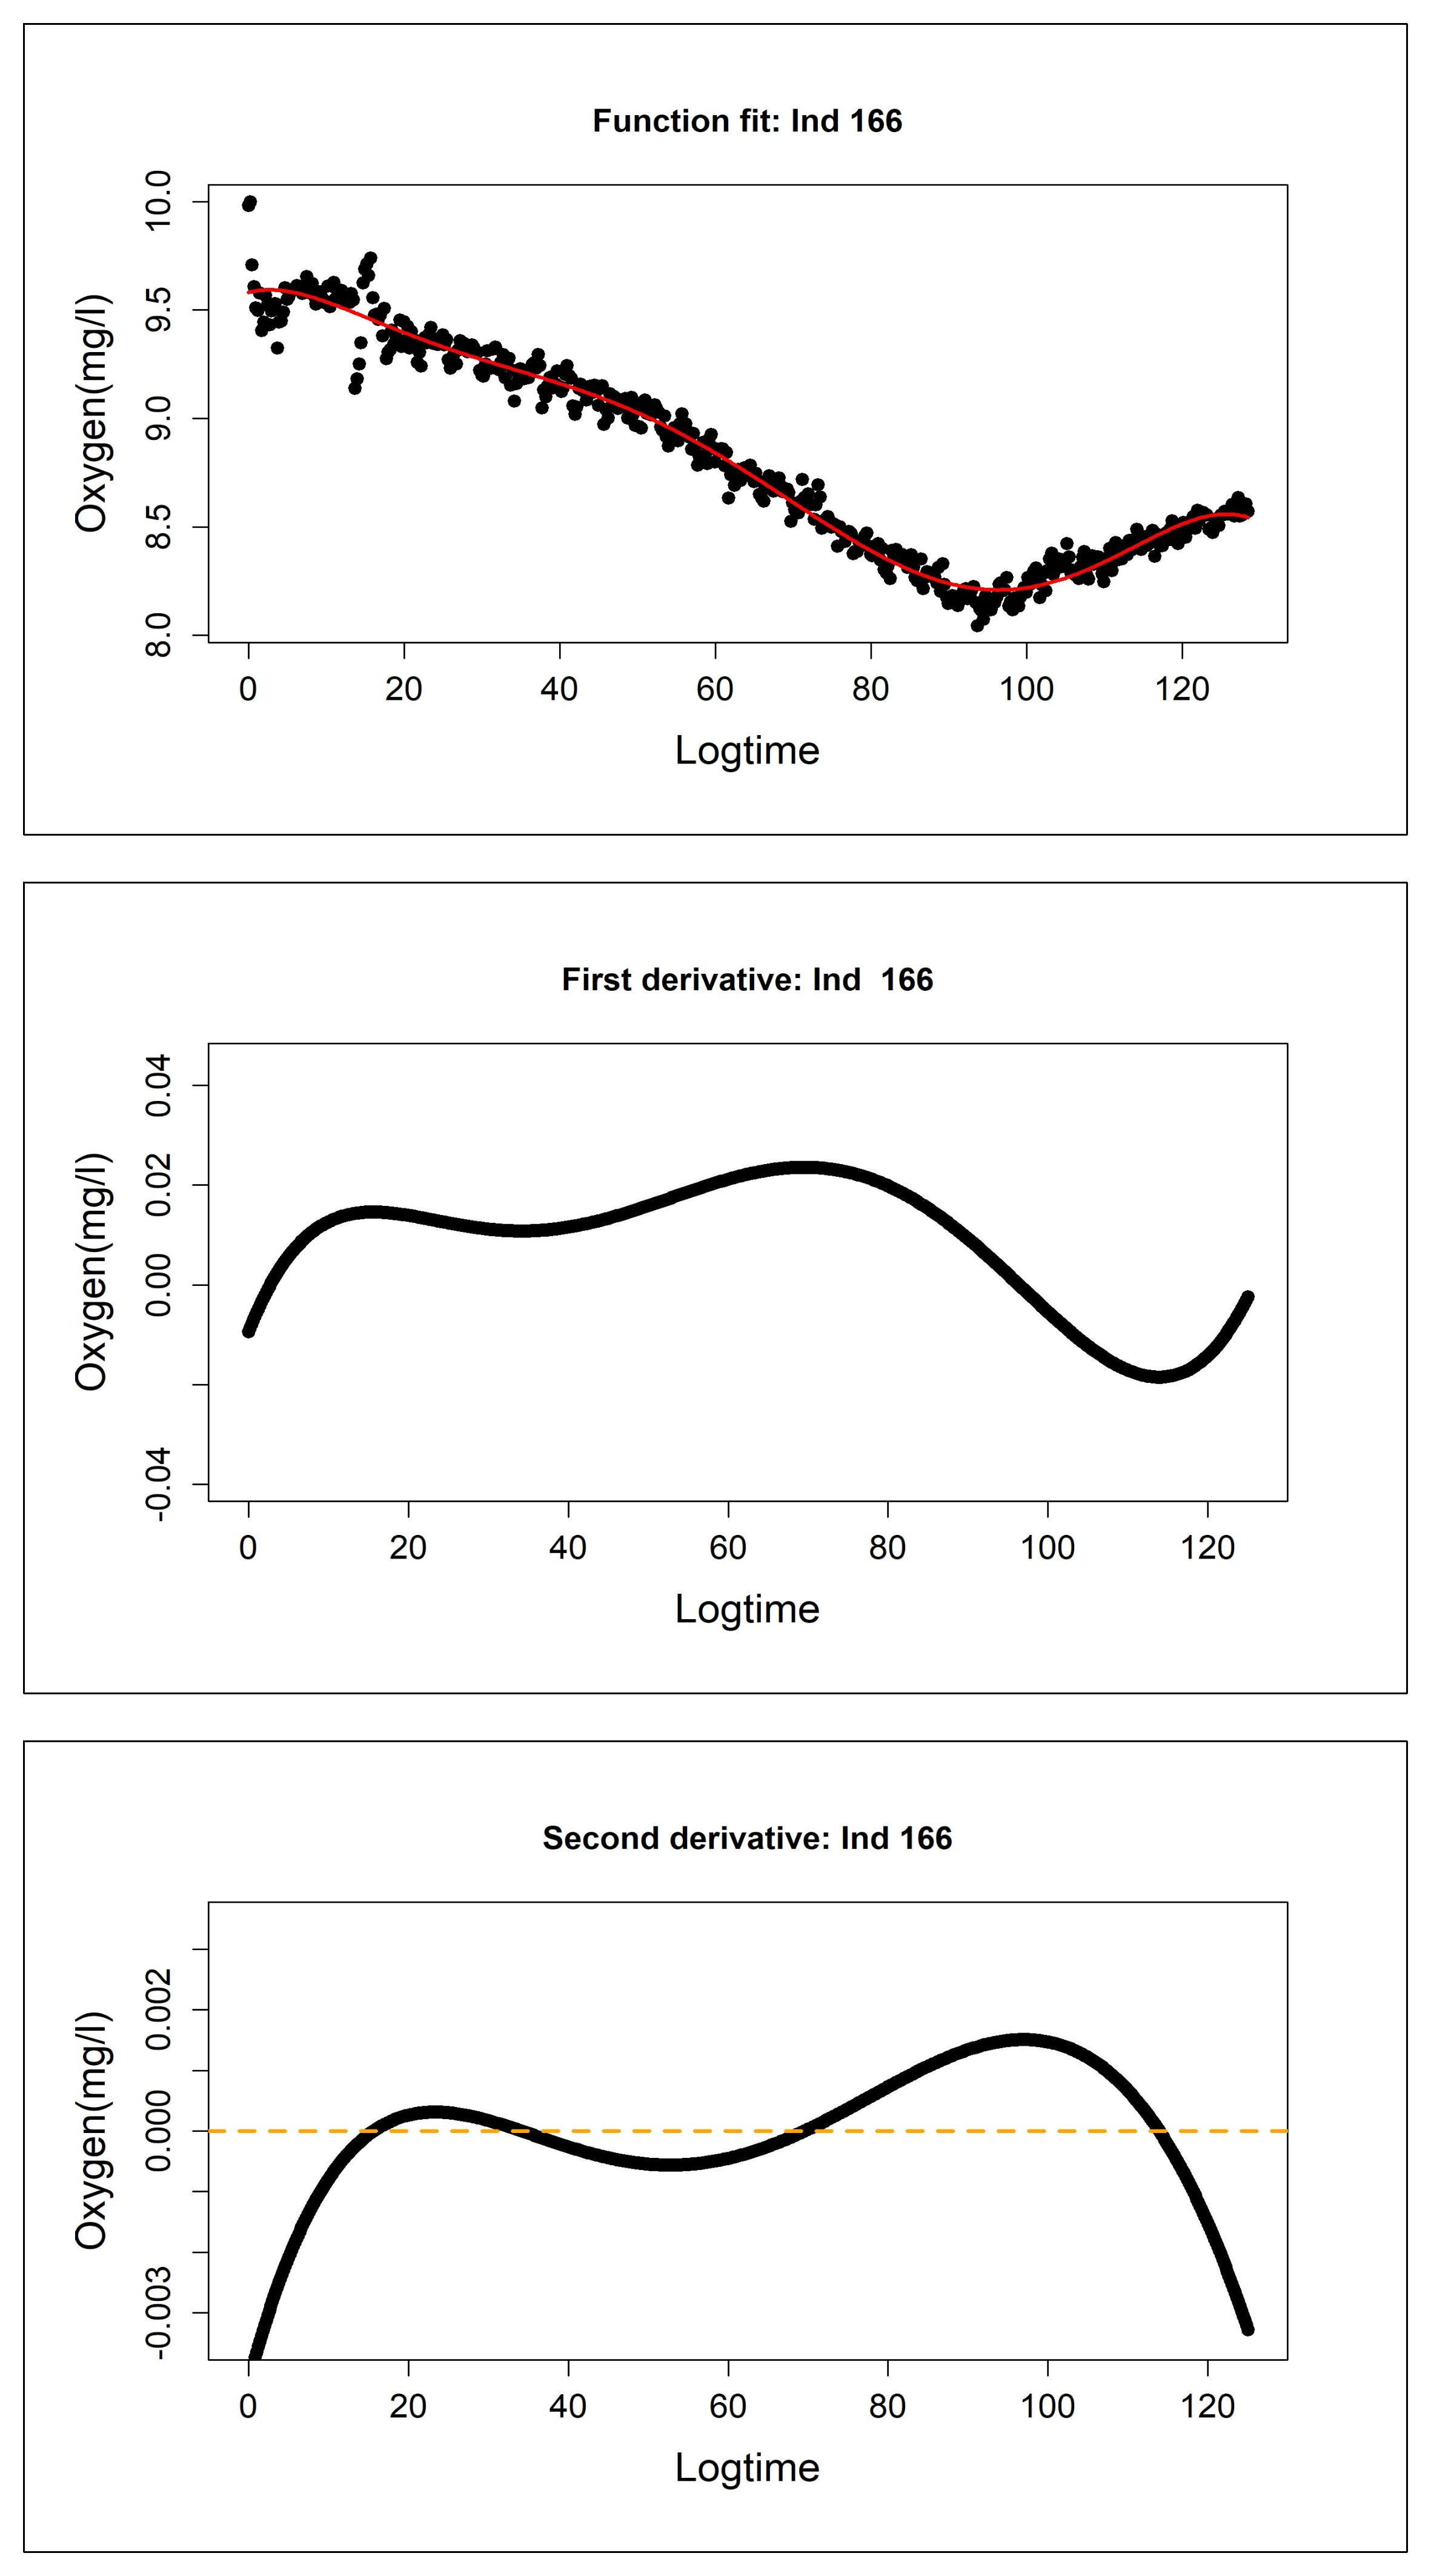 Function fit: Ind 166
Oxygen(mg/l)
10.0
9.5
9.0
8.5
8.0
0 20 40 60 80 100 120
Logtime
First derivative: Ind  166
Oxygen(mg/l)
0.04
0.02
0.00
-0.04
0 20 40 60 80 100 120
Logtime
Second derivative: Ind 166
Oxygen(mg/l)
0.002
0.000
-0.003
0 20 40 60 80 100 120
Logtime